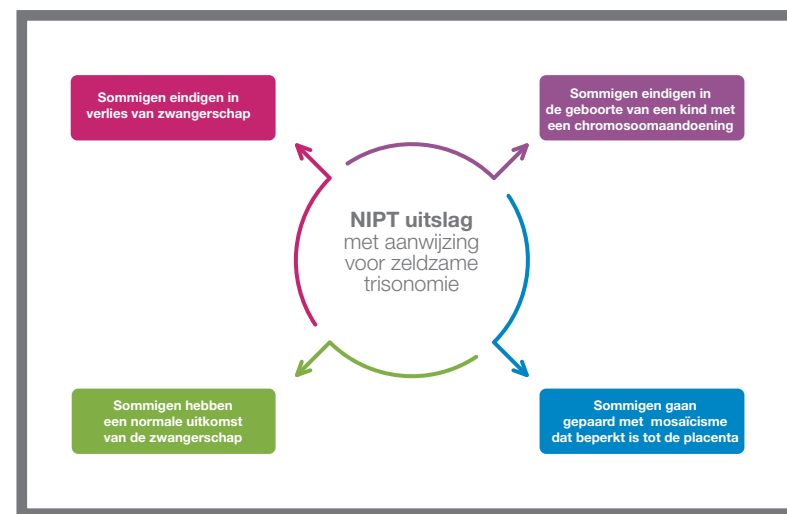 Sommigen eindigen in
verlies van zwangerschap
Sommigen eindigen in
de geboorte van een kind met
een chromosoomaandoening
NIPT uitslag
met aanwijzing
voor zeldzame
trisonomie
Sommigen hebben
een normale uitkomst
van de zwangerschap
Sommigen gaan
gepaard met mosaïcisme
dat beperkt is tot de placenta